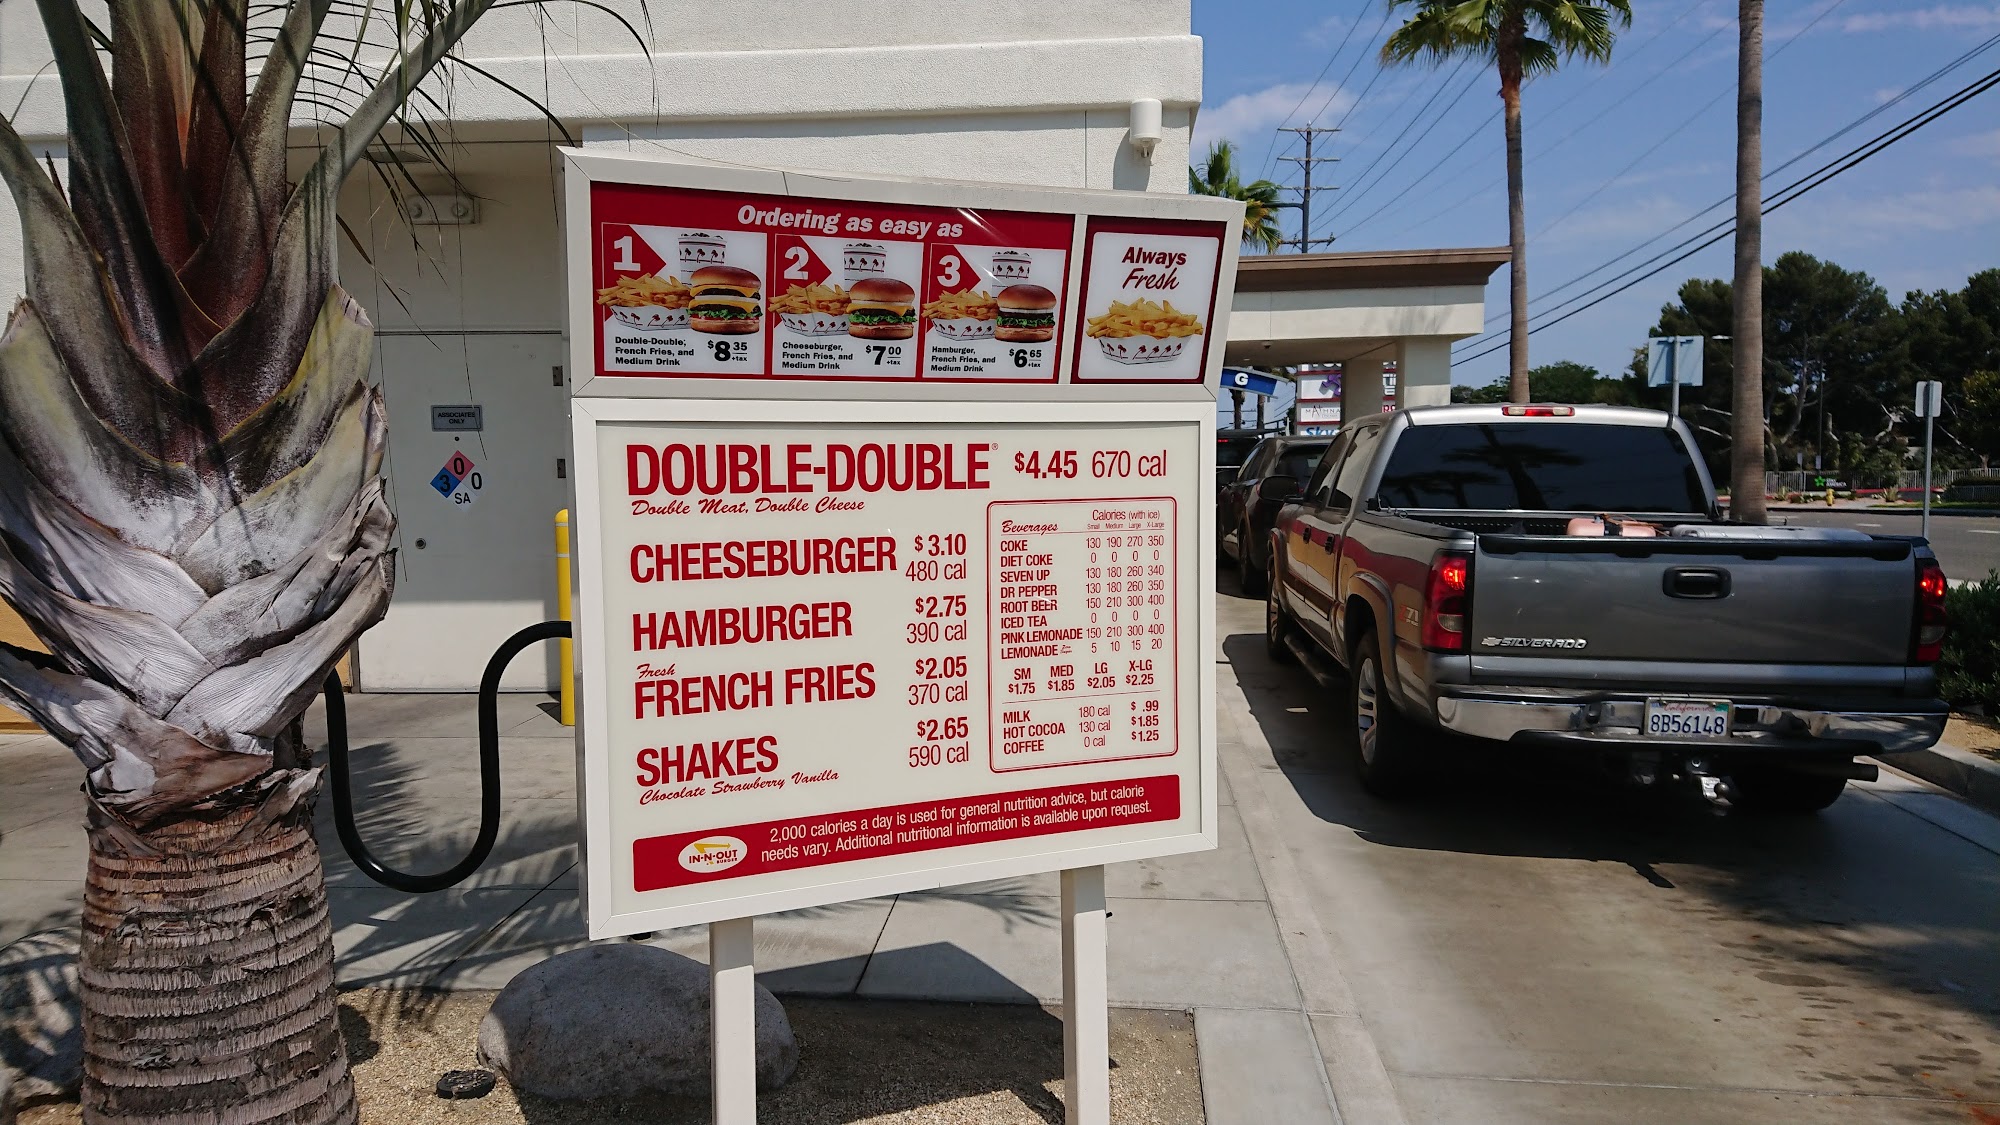 Ordering as easy as
1
Double-Double,
French Fries, and
Medium Drink
$8 35
+tax
2
Cheeseburger,
French Fries, and
Medium Drink
$7 00
+tax
3
Hamburger,
French Fries, and
Medium Drink
$6 65
+tax
Always
Fresh
DOUBLE-DOUBLE® $4.45 670 cal
Double Meat, Double Cheese
CHEESEBURGER $3.10
480 cal
HAMBURGER $2.75
390 cal
Fresh
FRENCH FRIES $2.05
370 cal
SHAKES $2.65
590 cal
Chocolate Strawberry Vanilla
Beverages Calories (with ice)
Small Medium Large X-Large
COKE 130 190 270 350
DIET COKE 0 0 0 0
SEVEN UP 130 180 260 340
DR PEPPER 130 180 260 350
ROOT BEER 150 210 300 400
ICED TEA 0 0 0 0
PINK LEMONADE 150 210 300 400
LEMONADE 5 10 15 20
SM MED LG X-LG
$1.75 $1.85 $2.05 $2.25
MILK 180 cal $ .99
HOT COCOA 130 cal $1.85
COFFEE 0 cal $1.25
IN-N-OUT
BURGER
2,000 calories a day is used for general nutrition advice, but calorie
needs vary. Additional nutritional information is available upon request.
ASSOCIATES
ONLY
0
3 0
SA
G
Z71
SILVERADO
California
8B56148